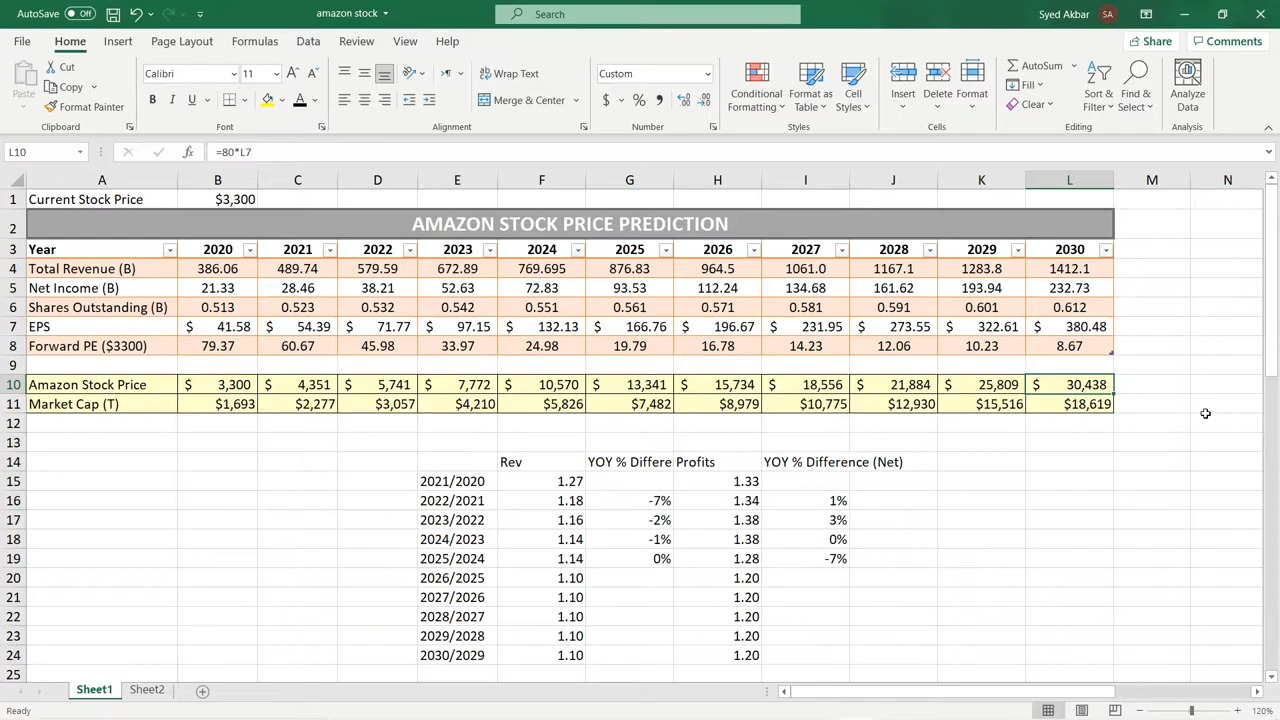 AutoSave Off amazon stock Search Syed Akbar SA
File Home Insert Page Layout Formulas Data Review View Help Share Comments
Paste Cut Copy Format Painter Calibri 11 Wrap Text Merge & Center Custom Conditional Formatting Format as Table Cell Styles Insert Delete Format AutoSum Fill Clear Sort & Filter Find & Select Analyze Data
Clipboard Font Alignment Number Styles Cells Editing Analysis
L10 fx =80*L7
A B C D E F G H I J K L M N
1 Current Stock Price $3,300
2 AMAZON STOCK PRICE PREDICTION
3 Year 2020 2021 2022 2023 2024 2025 2026 2027 2028 2029 2030
4 Total Revenue (B) 386.06 489.74 579.59 672.89 769.695 876.83 964.5 1061.0 1167.1 1283.8 1412.1
5 Net Income (B) 21.33 28.46 38.21 52.63 72.83 93.53 112.24 134.68 161.62 193.94 232.73
6 Shares Outstanding (B) 0.513 0.523 0.532 0.542 0.551 0.561 0.571 0.581 0.591 0.601 0.612
7 EPS $ 41.58 $ 54.39 $ 71.77 $ 97.15 $ 132.13 $ 166.76 $ 196.67 $ 231.95 $ 273.55 $ 322.61 $ 380.48
8 Forward PE ($3300) 79.37 60.67 45.98 33.97 24.98 19.79 16.78 14.23 12.06 10.23 8.67
9
10 Amazon Stock Price $ 3,300 $ 4,351 $ 5,741 $ 7,772 $ 10,570 $ 13,341 $ 15,734 $ 18,556 $ 21,884 $ 25,809 $ 30,438
11 Market Cap (T) $1,693 $2,277 $3,057 $4,210 $5,826 $7,482 $8,979 $10,775 $12,930 $15,516 $18,619
12
13
14 Rev YOY % Differe Profits YOY % Difference (Net)
15 2021/2020 1.27 1.33
16 2022/2021 1.18 -7% 1.34 1%
17 2023/2022 1.16 -2% 1.38 3%
18 2024/2023 1.14 -1% 1.38 0%
19 2025/2024 1.14 0% 1.28 -7%
20 2026/2025 1.10 1.20
21 2027/2026 1.10 1.20
22 2028/2027 1.10 1.20
23 2029/2028 1.10 1.20
24 2030/2029 1.10 1.20
25
Sheet1 Sheet2
Ready 120%